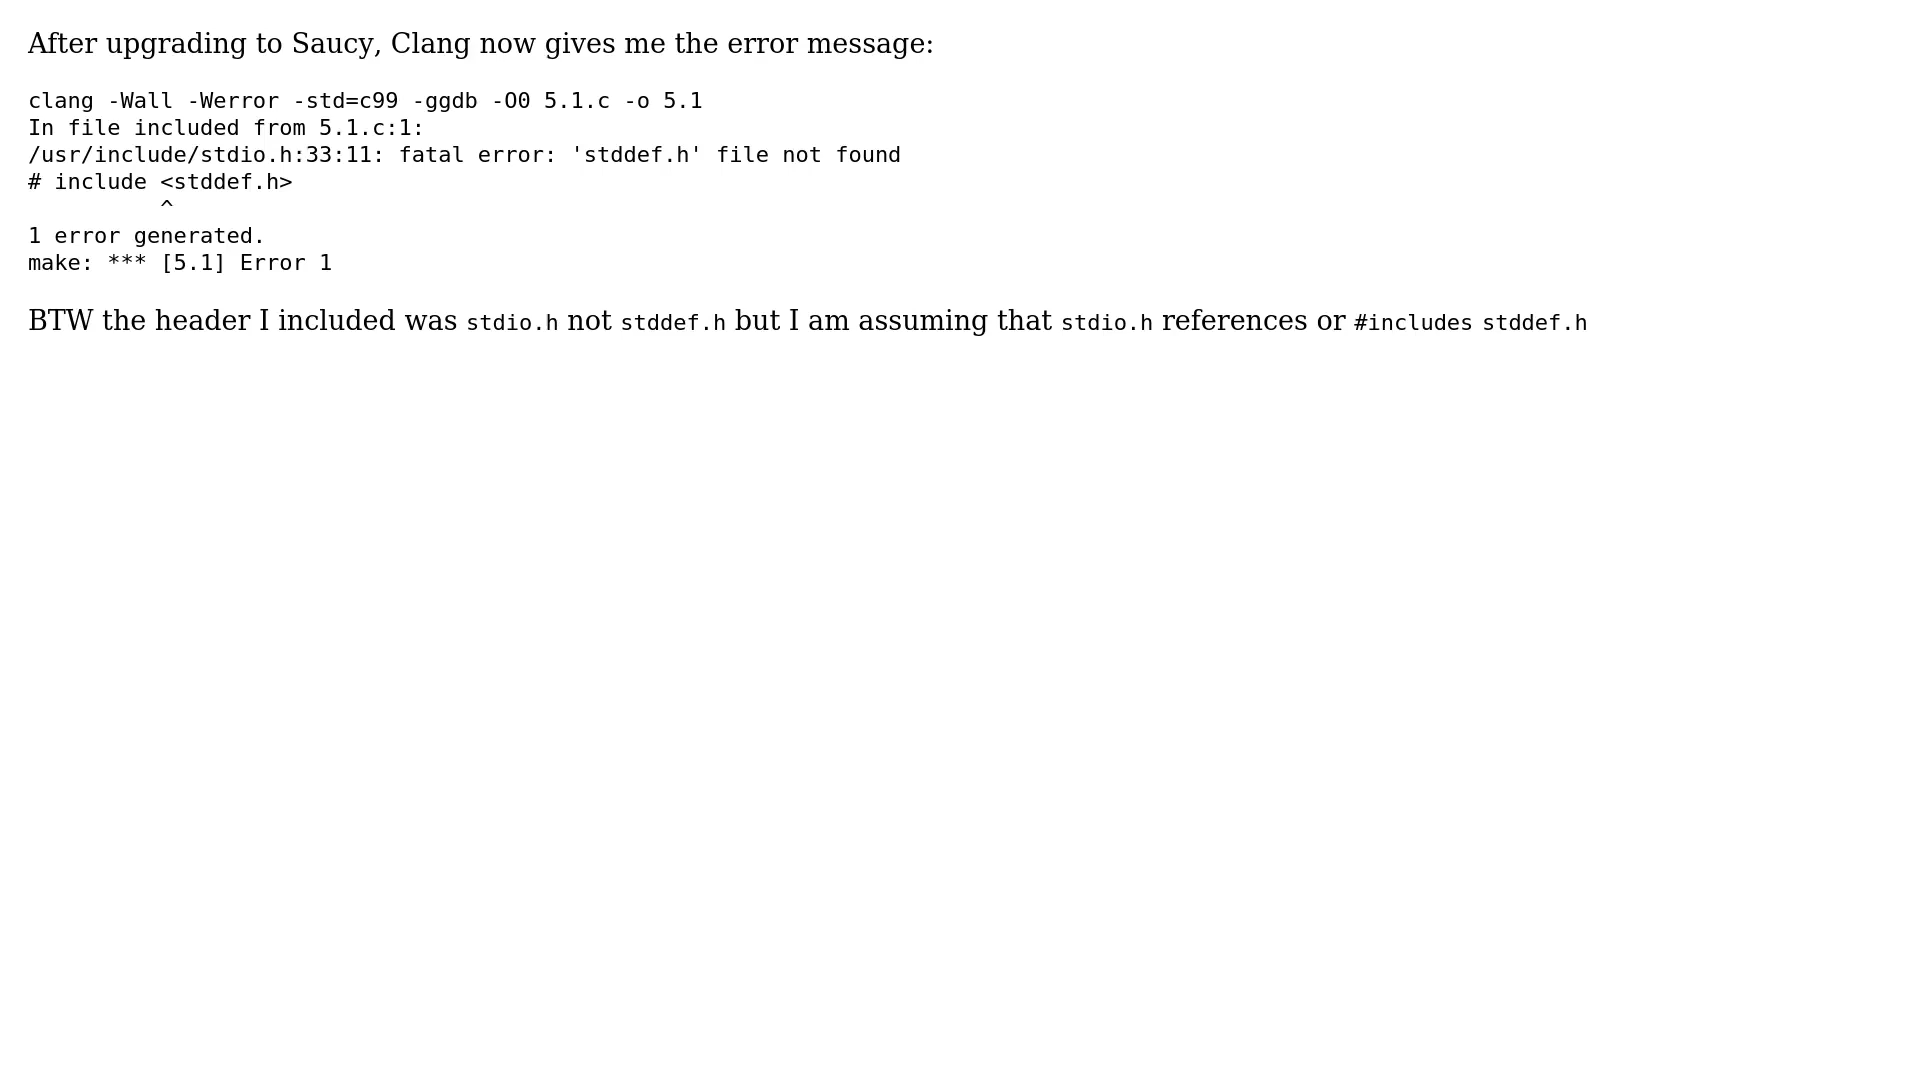 After upgrading to Saucy, Clang now gives me the error message:
clang -Wall -Werror -std=c99 -ggdb -O0 5.1.c -o 5.1
In file included from 5.1.c:1:
/usr/include/stdio.h:33:11: fatal error: 'stddef.h' file not found
# include <stddef.h>
          ^
1 error generated.
make: *** [5.1] Error 1
BTW the header I included was stdio.h not stddef.h but I am assuming that stdio.h references or #includes stddef.h